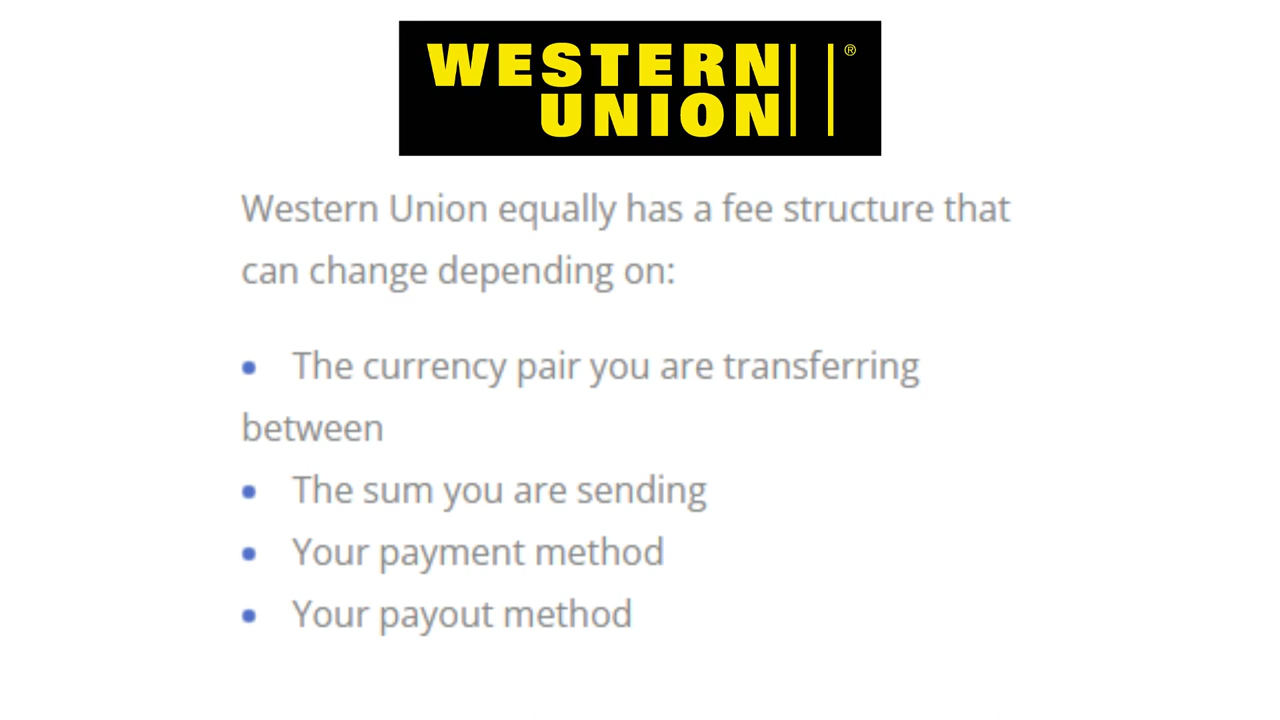 WESTERN
UNION ®
Western Union equally has a fee structure that
can change depending on:
• The currency pair you are transferring
between
• The sum you are sending
• Your payment method
• Your payout method